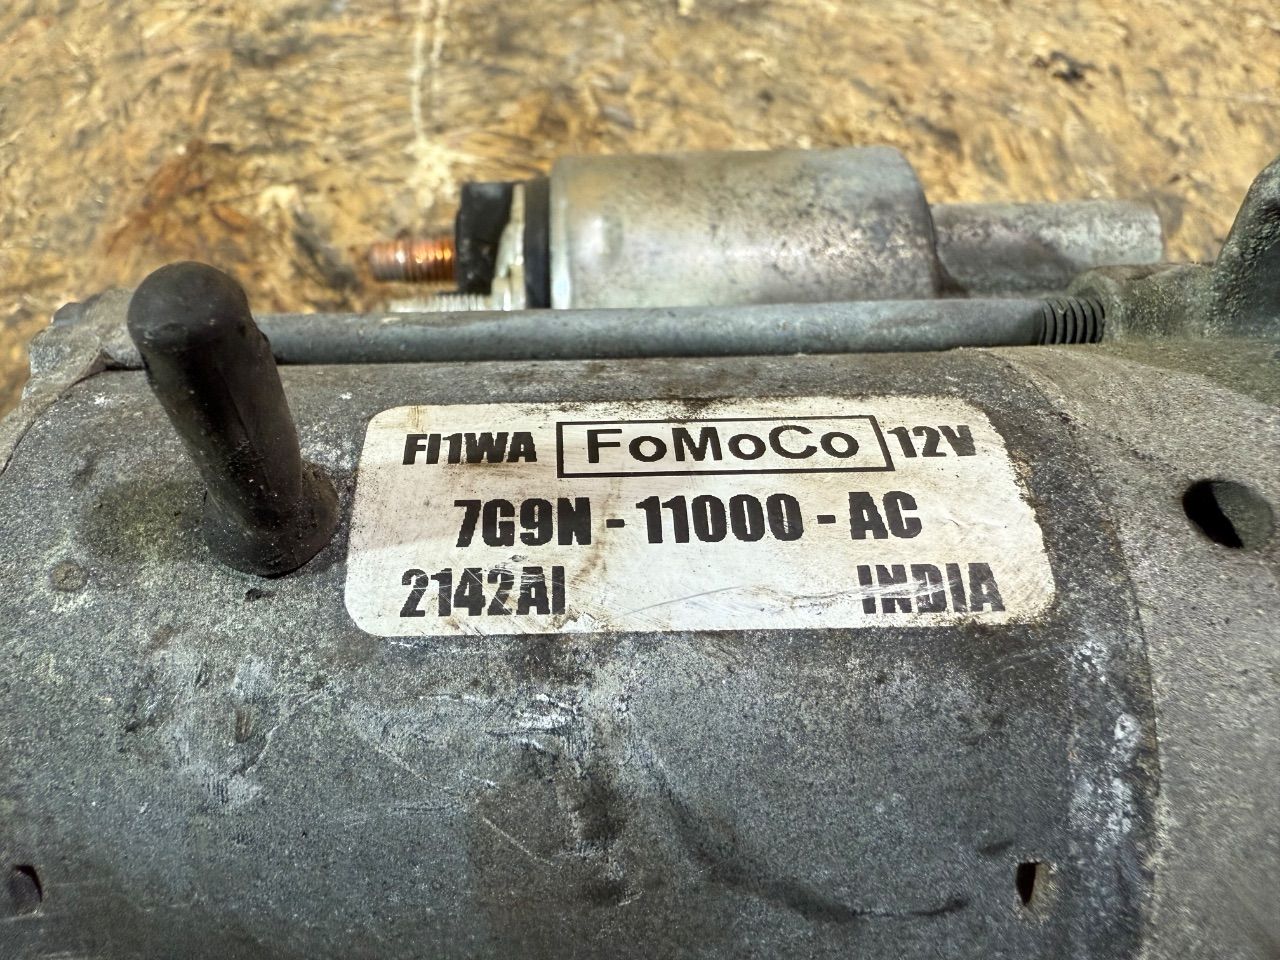 FI1WA FoMoCo 12V
7G9N - 11000 - AC
2142AI INDIA